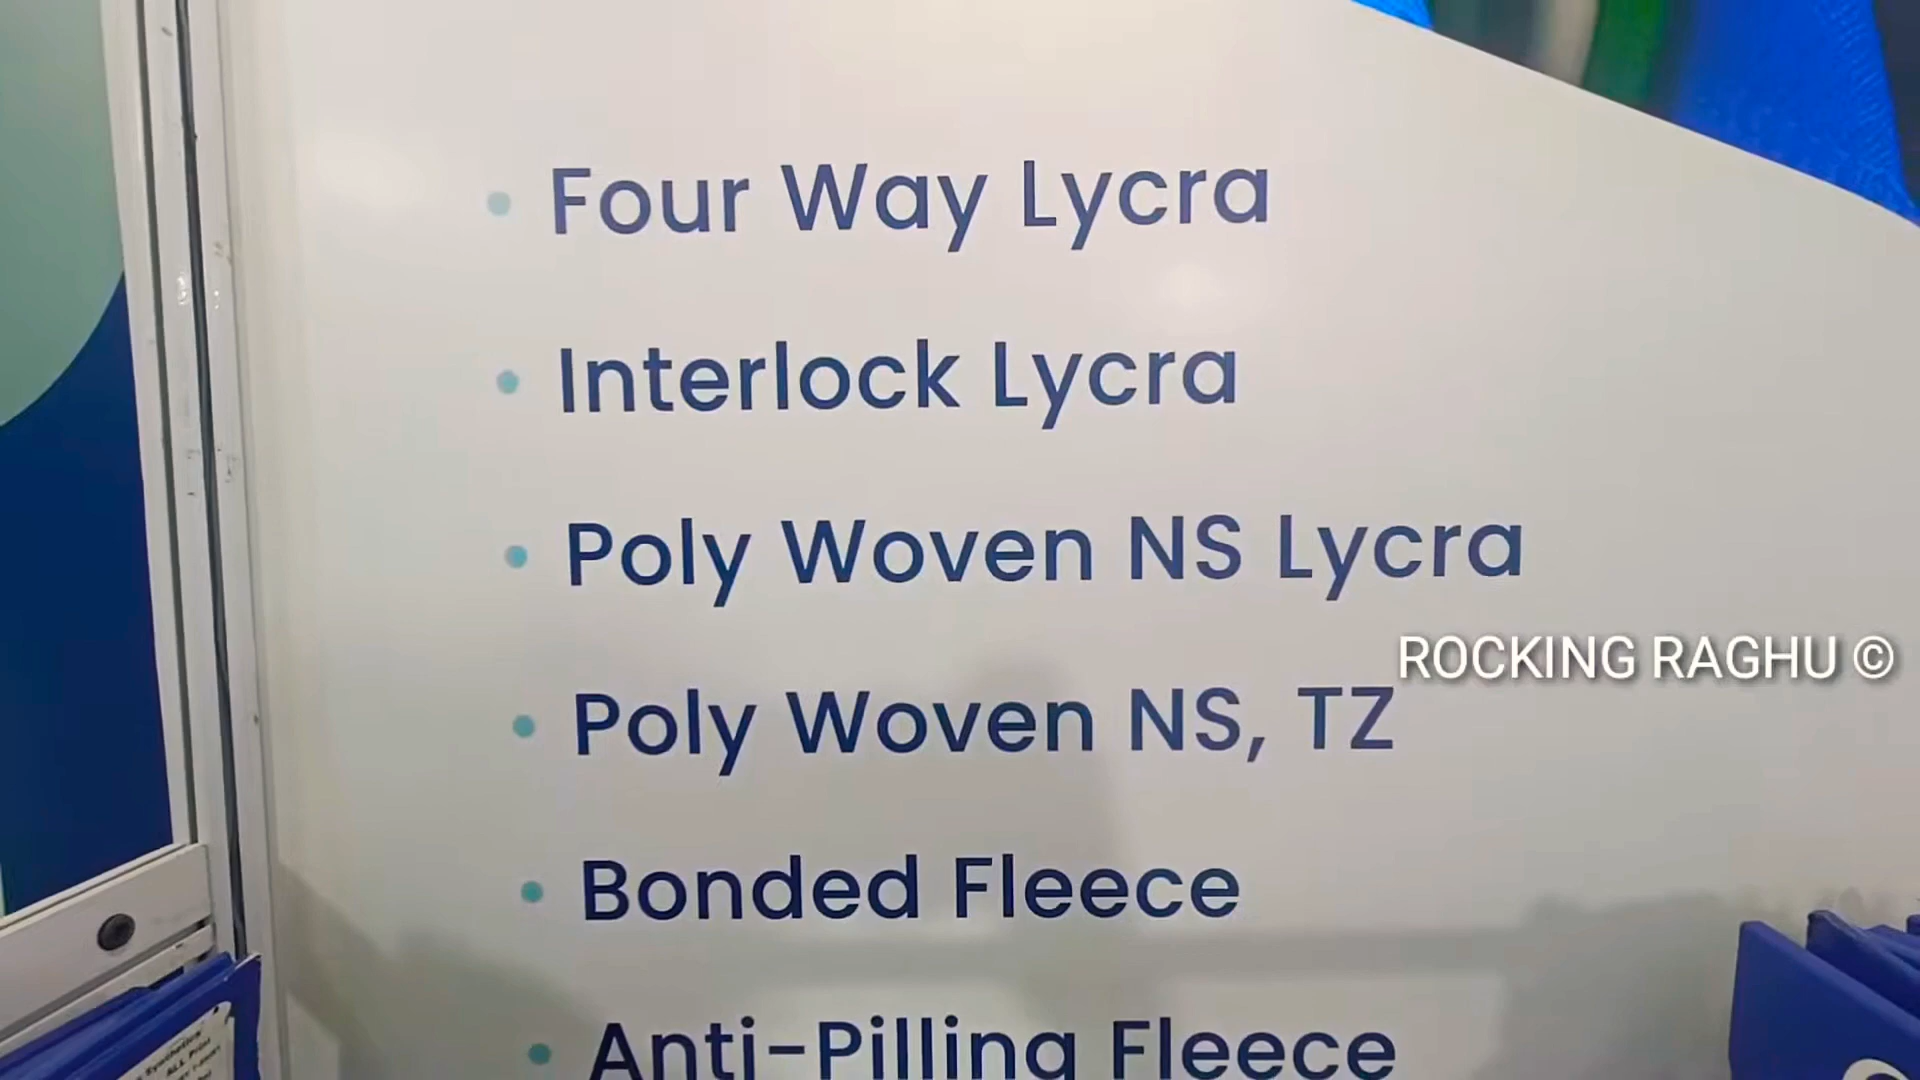 • Four Way Lycra
• Interlock Lycra
• Poly Woven NS Lycra
ROCKING RAGHU ©
• Poly Woven NS, TZ
• Bonded Fleece
• Anti-Pilling Fleece